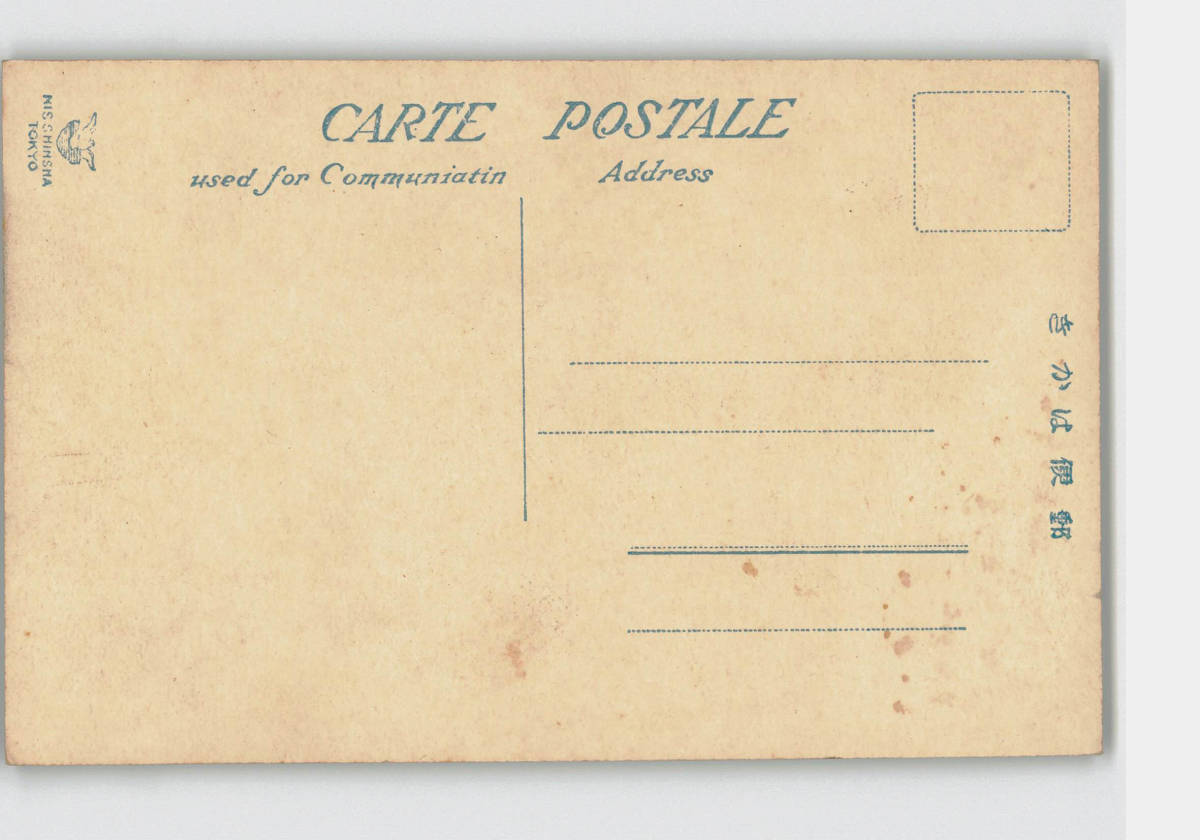 CARTE POSTALE
used for Communiatin Address
NISSHINSHA
TOKYO
郵便はかき